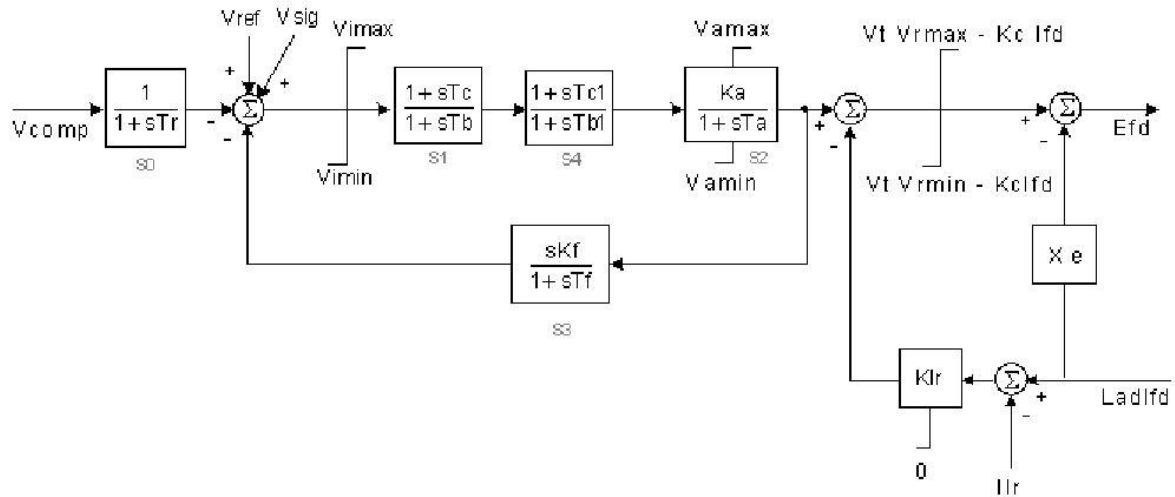 Vref
Vsig
Vimax
Vamax
Vt Vrmax - Kc Ifd
+
+
1
1+sTr
-
-
Σ
1+sTc
1+sTb
1+sTc1
1+sTb1
Ka
1+sTa
+
-
Σ
+
-
Σ
Vcomp
Efd
s0
s1
s4
s2
Vimin
Vamin
Vt Vrmin - KcIfd
sKf
1+sTf
s3
Xe
Klr
Σ
+
-
LadIfd
0
Ilr